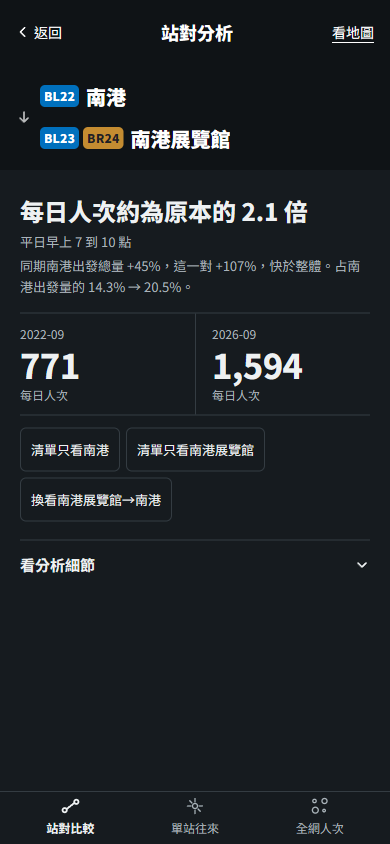 返回
站對分析
看地圖
BL22 南港
BL23 BR24 南港展覽館
每日人次約為原本的 2.1 倍
平日早上 7 到 10 點
同期南港出發總量 +45%，這一對 +107%，快於整體。占南
港出發量的 14.3% → 20.5%。
2022-09
771
每日人次
2026-09
1,594
每日人次
清單只看南港
清單只看南港展覽館
換看南港展覽館→南港
看分析細節
站對比較
單站往來
全網人次